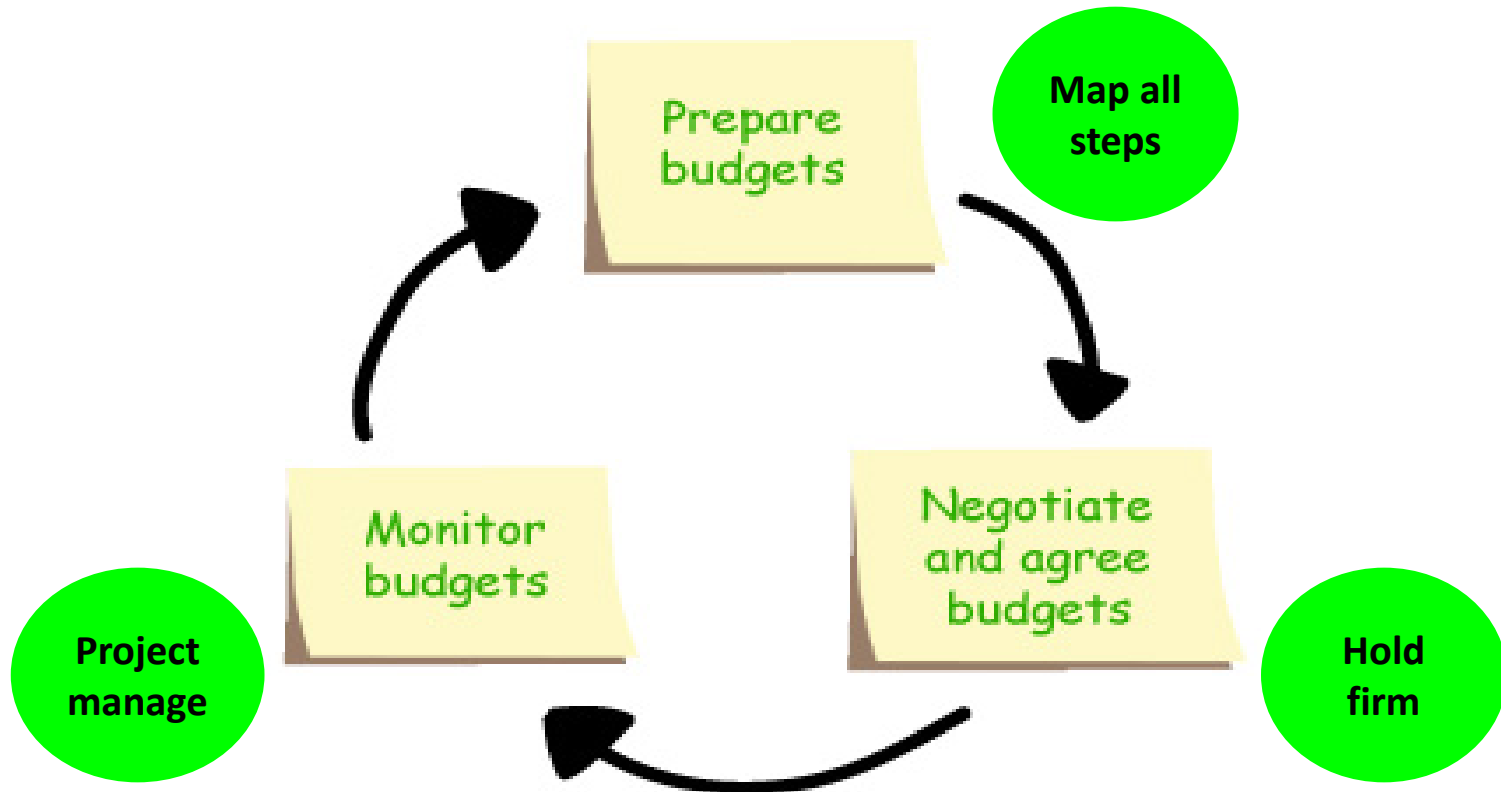 Prepare
budgets
Map all
steps
Negotiate
and agree
budgets
Hold
firm
Monitor
budgets
Project
manage